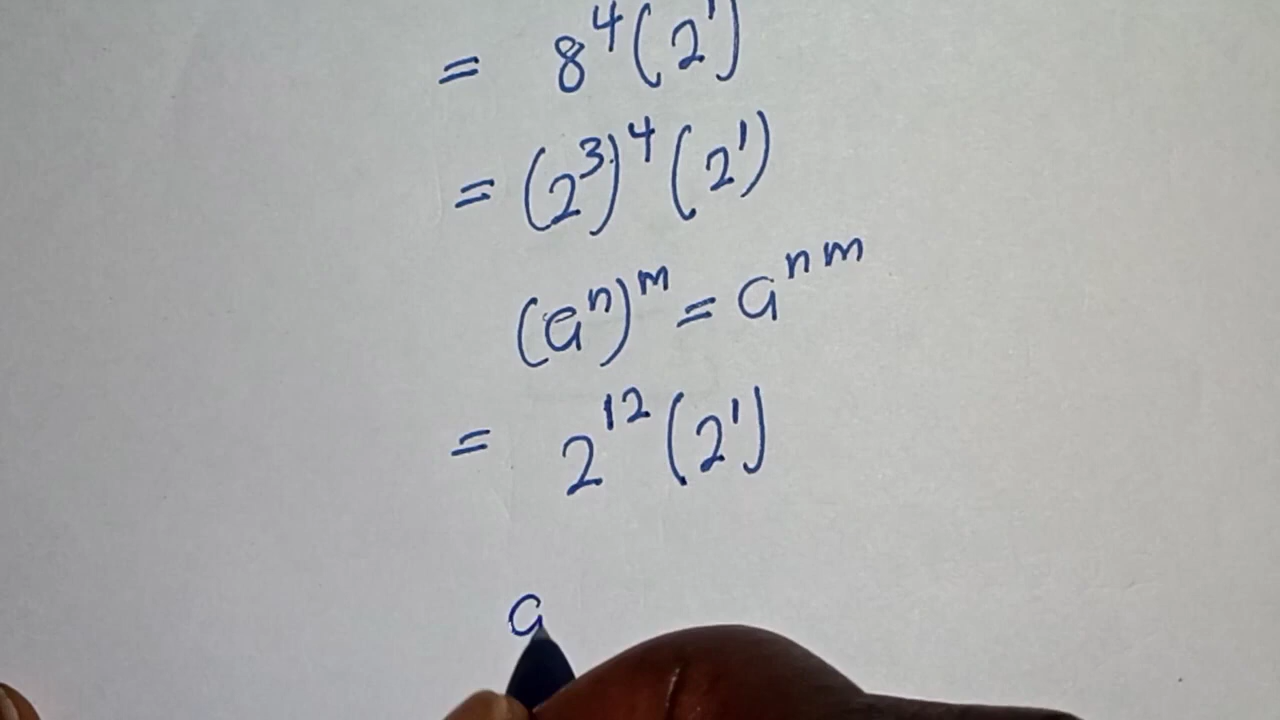 = 8⁴(2¹)
= (2³)⁴(2¹)
(aⁿ)ᵐ = aⁿᵐ
= 2¹²(2¹)
a